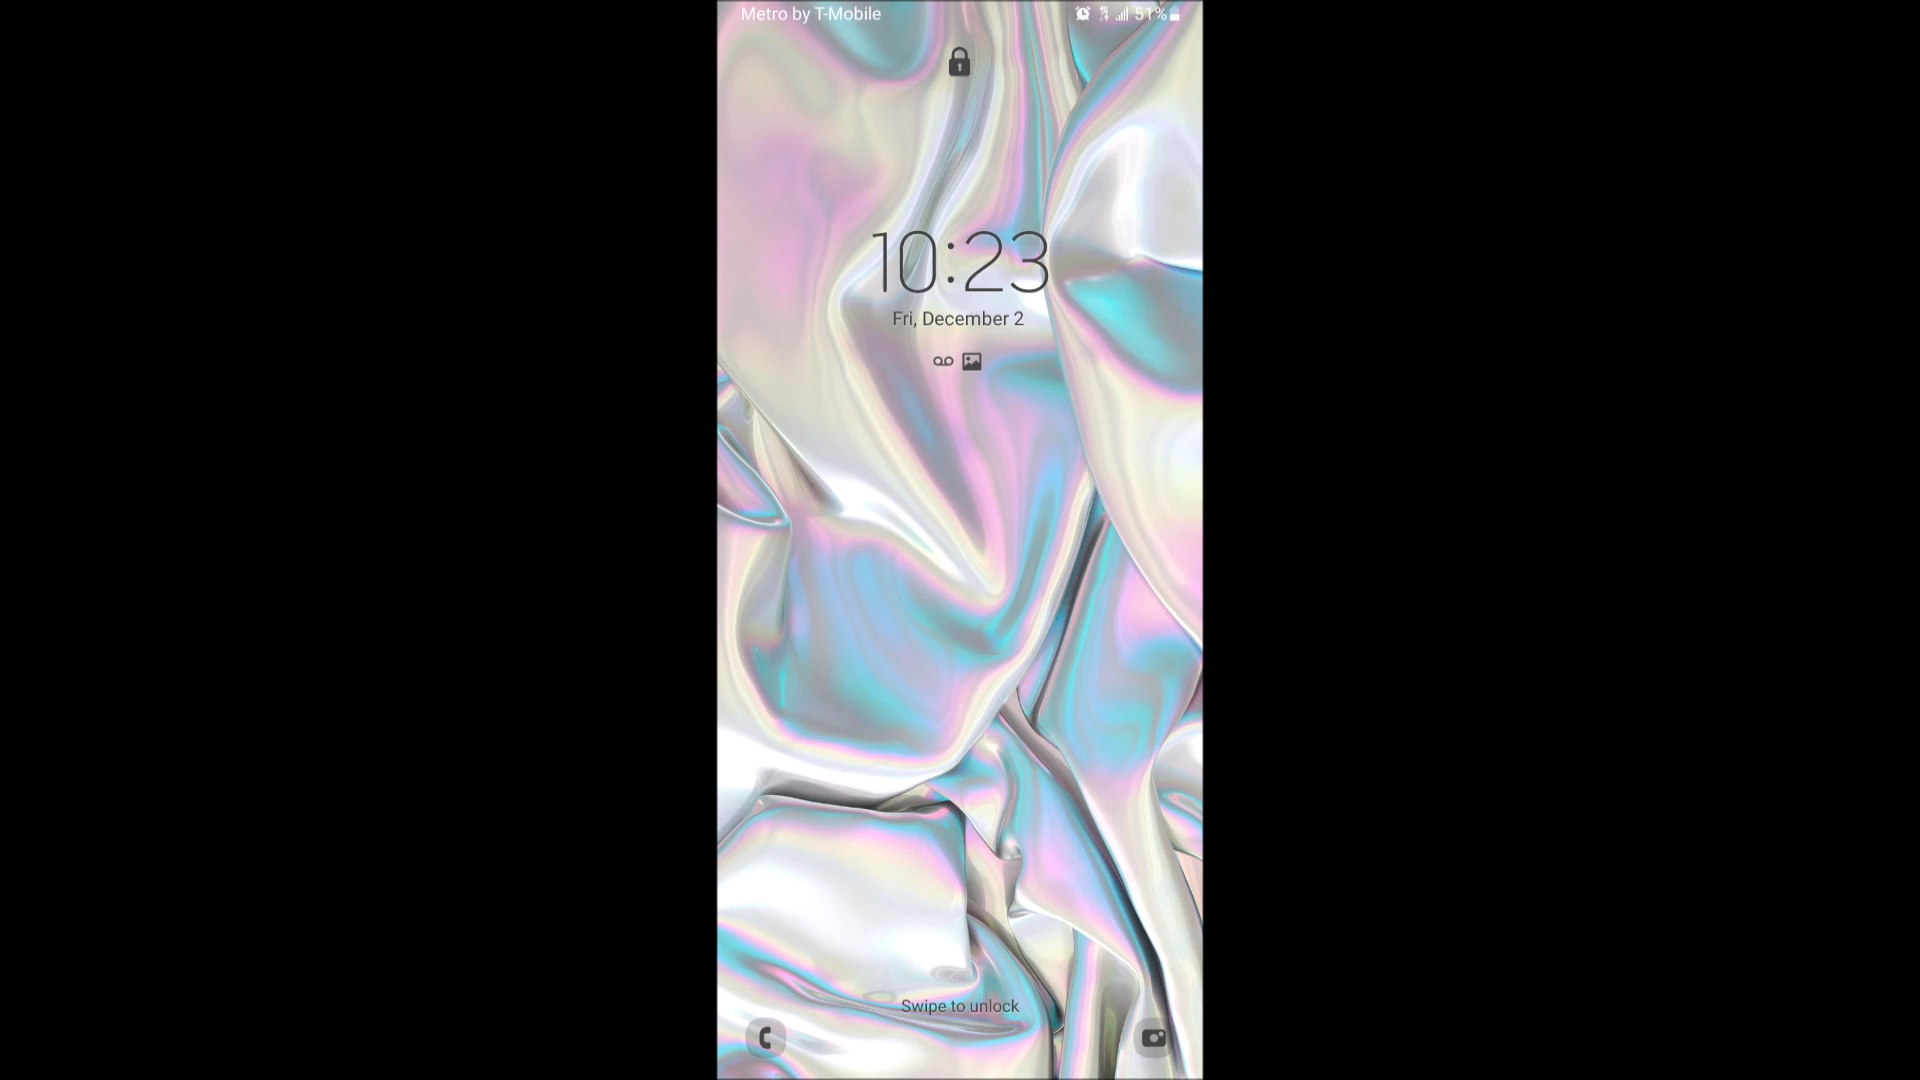 Metro by T-Mobile
51%
10:23
Fri, December 2
Swipe to unlock